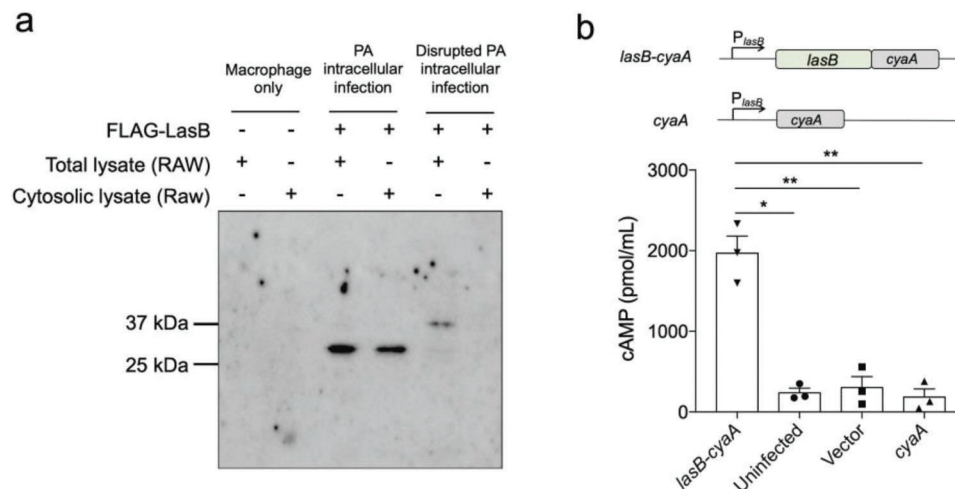 a
Macrophage
only
PA
intracellular
infection
Disrupted PA
intracellular
infection
FLAG-LasB - - + + + +
Total lysate (RAW) + - + - + -
Cytosolic lysate (Raw) - + - + - +
37 kDa
25 kDa
b
PlasB
lasB-cyaA
lasB
cyaA
PlasB
cyaA
cyaA
**
**
*
3000
2000
1000
0
cAMP (pmol/mL)
lasB-cyaA
Uninfected
Vector
cyaA